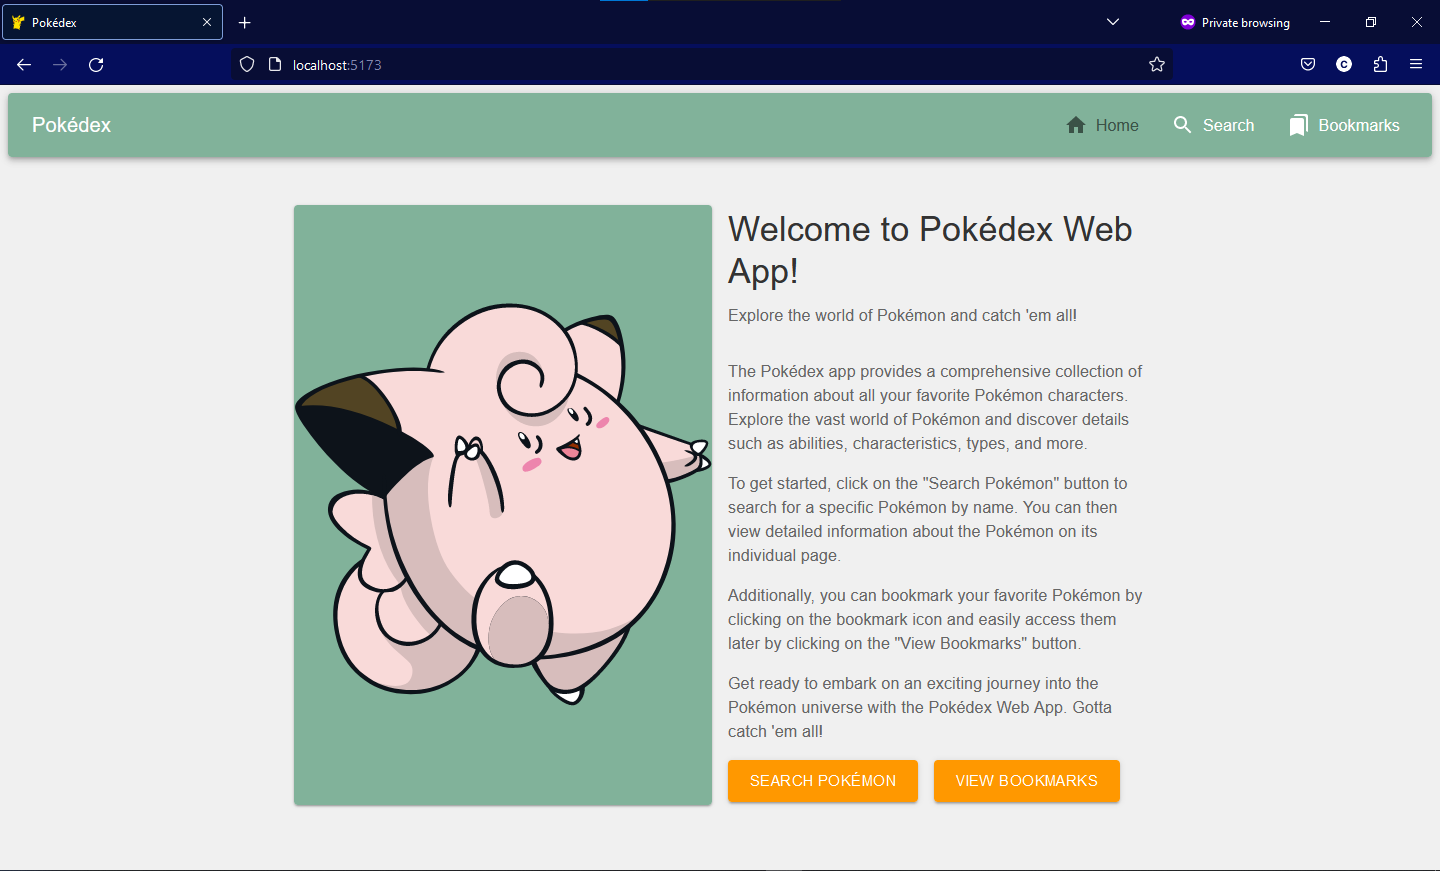 Pokédex
Private browsing
localhost:5173
C
Pokédex
Home
Search
Bookmarks
Welcome to Pokédex Web
App!
Explore the world of Pokémon and catch 'em all!
The Pokédex app provides a comprehensive collection of
information about all your favorite Pokémon characters.
Explore the vast world of Pokémon and discover details
such as abilities, characteristics, types, and more.
To get started, click on the "Search Pokémon" button to
search for a specific Pokémon by name. You can then
view detailed information about the Pokémon on its
individual page.
Additionally, you can bookmark your favorite Pokémon by
clicking on the bookmark icon and easily access them
later by clicking on the "View Bookmarks" button.
Get ready to embark on an exciting journey into the
Pokémon universe with the Pokédex Web App. Gotta
catch 'em all!
SEARCH POKÉMON
VIEW BOOKMARKS